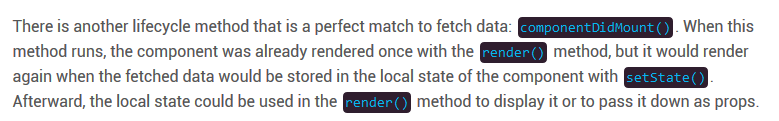 There is another lifecycle method that is a perfect match to fetch data: componentDidMount(). When this
method runs, the component was already rendered once with the render() method, but it would render
again when the fetched data would be stored in the local state of the component with setState().
Afterward, the local state could be used in the render() method to display it or to pass it down as props.